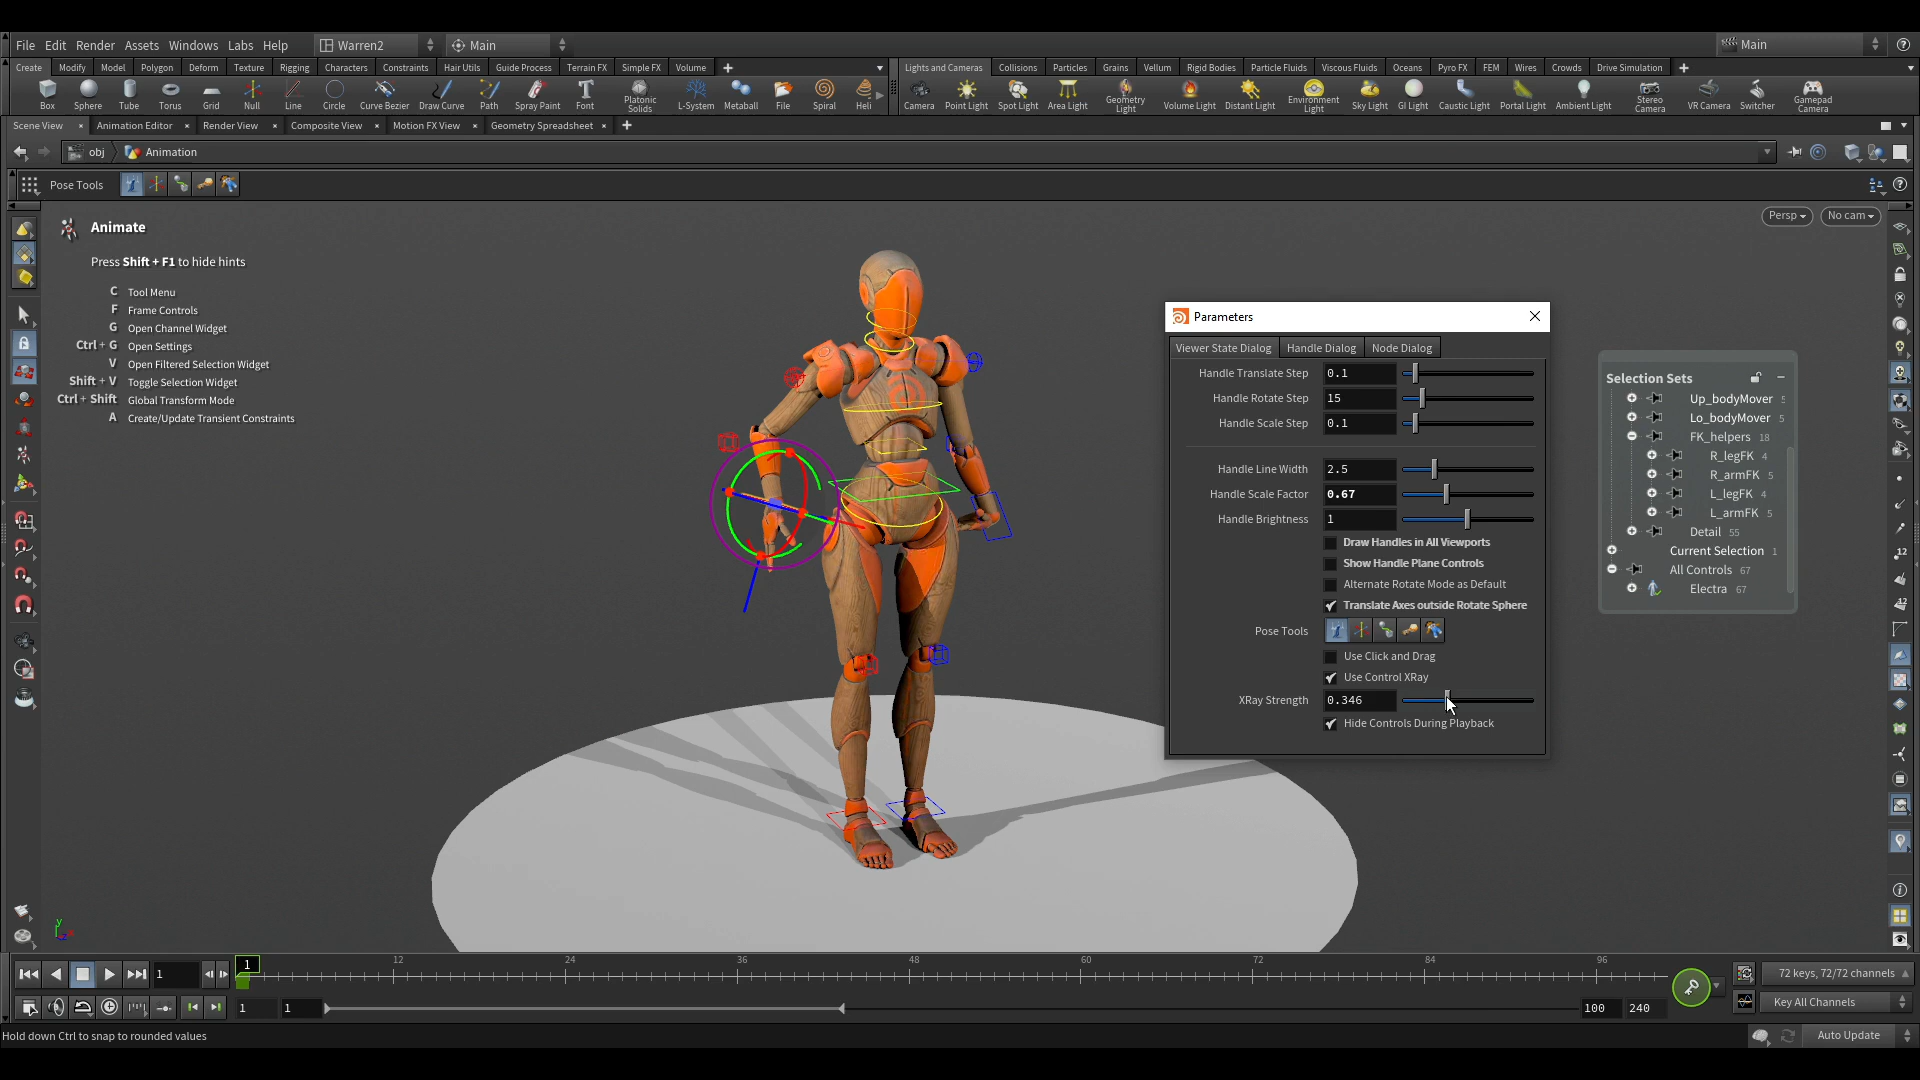 File Edit Render Assets Windows Labs Help Warren2 Main Main
Create Modify Model Polygon Deform Texture Rigging Characters Constraints Hair Utils Guide Process Terrain FX Simple FX Volume
Lights and Cameras Collisions Particles Grains Vellum Rigid Bodies Particle Fluids Viscous Fluids Oceans Pyro FX FEM Wires Crowds Drive Simulation
Box Sphere Tube Torus Grid Null Line Circle Curve Bezier Draw Curve Path Spray Paint Font Platonic Solids L-System Metaball File Spiral Heli
Camera Point Light Spot Light Area Light Geometry Light Volume Light Distant Light Environment Light Sky Light GI Light Caustic Light Portal Light Ambient Light Stereo Camera VR Camera Switcher Gamepad Camera
Scene View × Animation Editor × Render View × Composite View × Motion FX View × Geometry Spreadsheet ×
obj Animation
Pose Tools
Persp No cam
Animate
Press Shift + F1 to hide hints
C Tool Menu
F Frame Controls
G Open Channel Widget
Ctrl + G Open Settings
V Open Filtered Selection Widget
Shift + V Toggle Selection Widget
Ctrl + Shift Global Transform Mode
A Create/Update Transient Constraints
Parameters
Viewer State Dialog Handle Dialog Node Dialog
Handle Translate Step 0.1
Handle Rotate Step 15
Handle Scale Step 0.1
Handle Line Width 2.5
Handle Scale Factor 0.67
Handle Brightness 1
Draw Handles in All Viewports
Show Handle Plane Controls
Alternate Rotate Mode as Default
Translate Axes outside Rotate Sphere
Pose Tools
Use Click and Drag
Use Control XRay
XRay Strength 0.346
Hide Controls During Playback
Selection Sets
Up_bodyMover 5
Lo_bodyMover 5
FK_helpers 18
R_legFK 4
R_armFK 5
L_legFK 4
L_armFK 5
Detail 55
Current Selection 1
All Controls 67
Electra 67
12
12
y
1 1 12 24 36 48 60 72 84 96
72 keys, 72/72 channels
1 1 100 240
Key All Channels
Hold down Ctrl to snap to rounded values
Auto Update